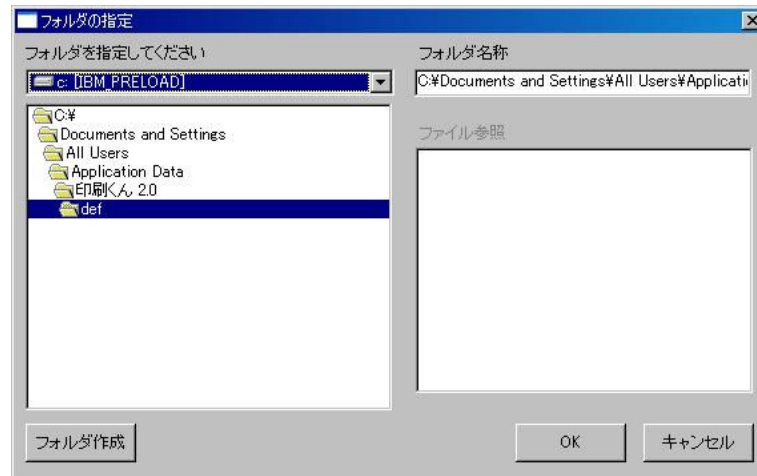 フォルダの指定
フォルダを指定してください
c: [IBM_PRELOAD]
C:¥
Documents and Settings
All Users
Application Data
印刷くん 2.0
def
フォルダ名称
C:¥Documents and Settings¥All Users¥Applicati
ファイル参照
フォルダ作成
OK
キャンセル